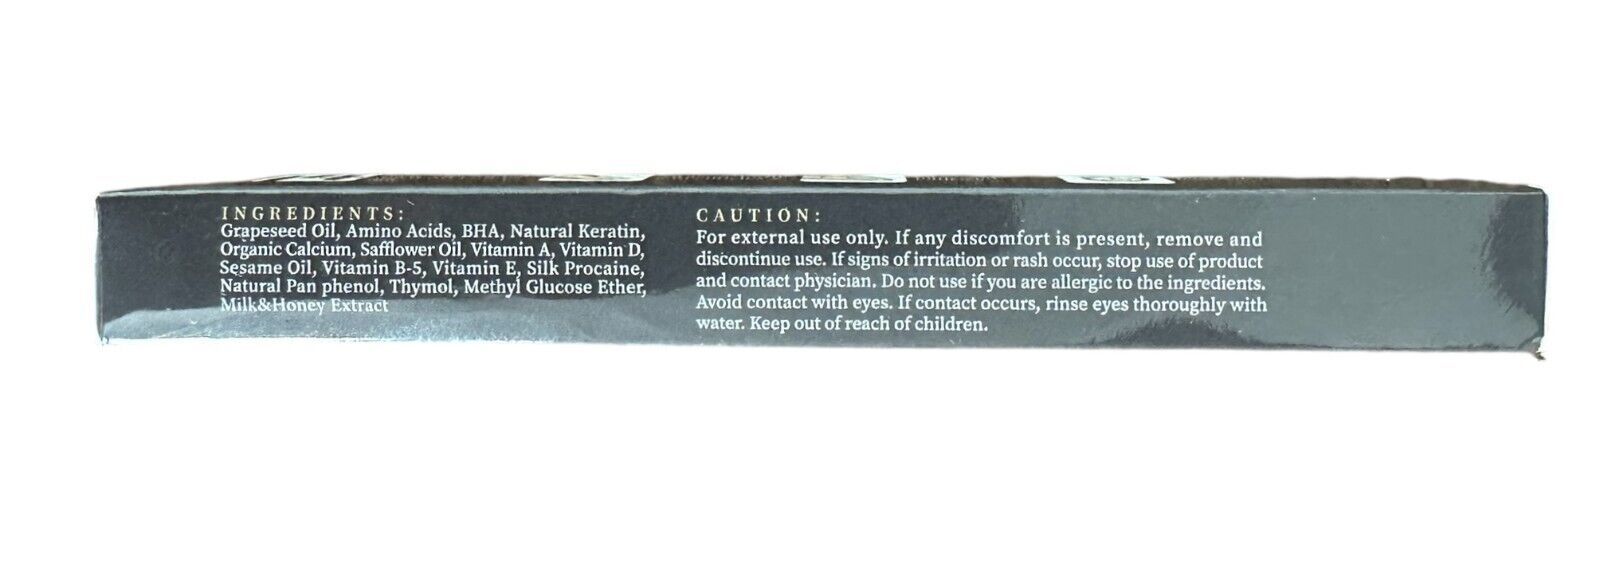 INGREDIENTS:
Grapeseed Oil, Amino Acids, BHA, Natural Keratin,
Organic Calcium, Safflower Oil, Vitamin A, Vitamin D,
Sesame Oil, Vitamin B-5, Vitamin E, Silk Procaine,
Natural Pan phenol, Thymol, Methyl Glucose Ether,
Milk&Honey Extract
CAUTION:
For external use only. If any discomfort is present, remove and
discontinue use. If signs of irritation or rash occur, stop use of product
and contact physician. Do not use if you are allergic to the ingredients.
Avoid contact with eyes. If contact occurs, rinse eyes thoroughly with
water. Keep out of reach of children.